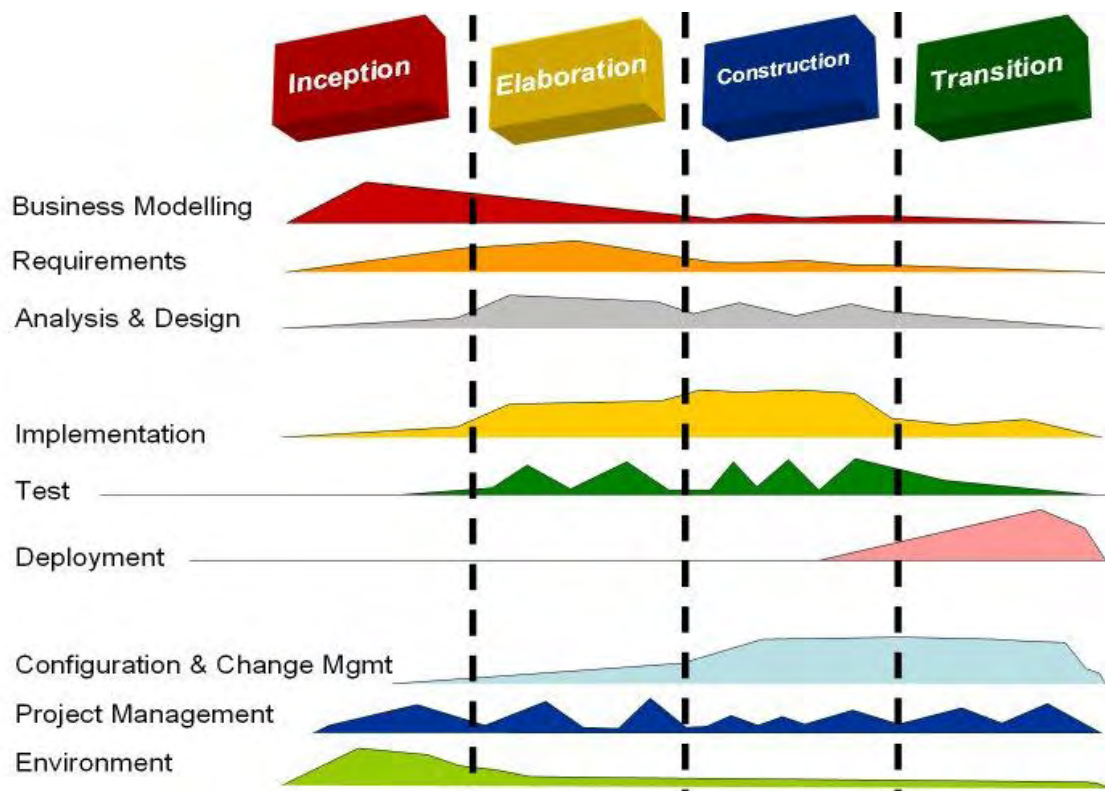 Inception
Elaboration
Construction
Transition
Business Modelling
Requirements
Analysis & Design
Implementation
Test
Deployment
Configuration & Change Mgmt
Project Management
Environment